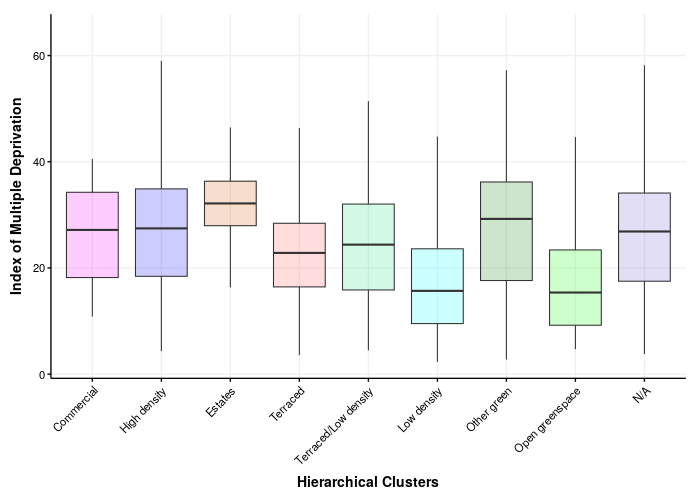 Index of Multiple Deprivation
60
40
20
0
Commercial
High density
Estates
Terraced
Terraced/Low density
Low density
Other green
Open greenspace
N/A
Hierarchical Clusters